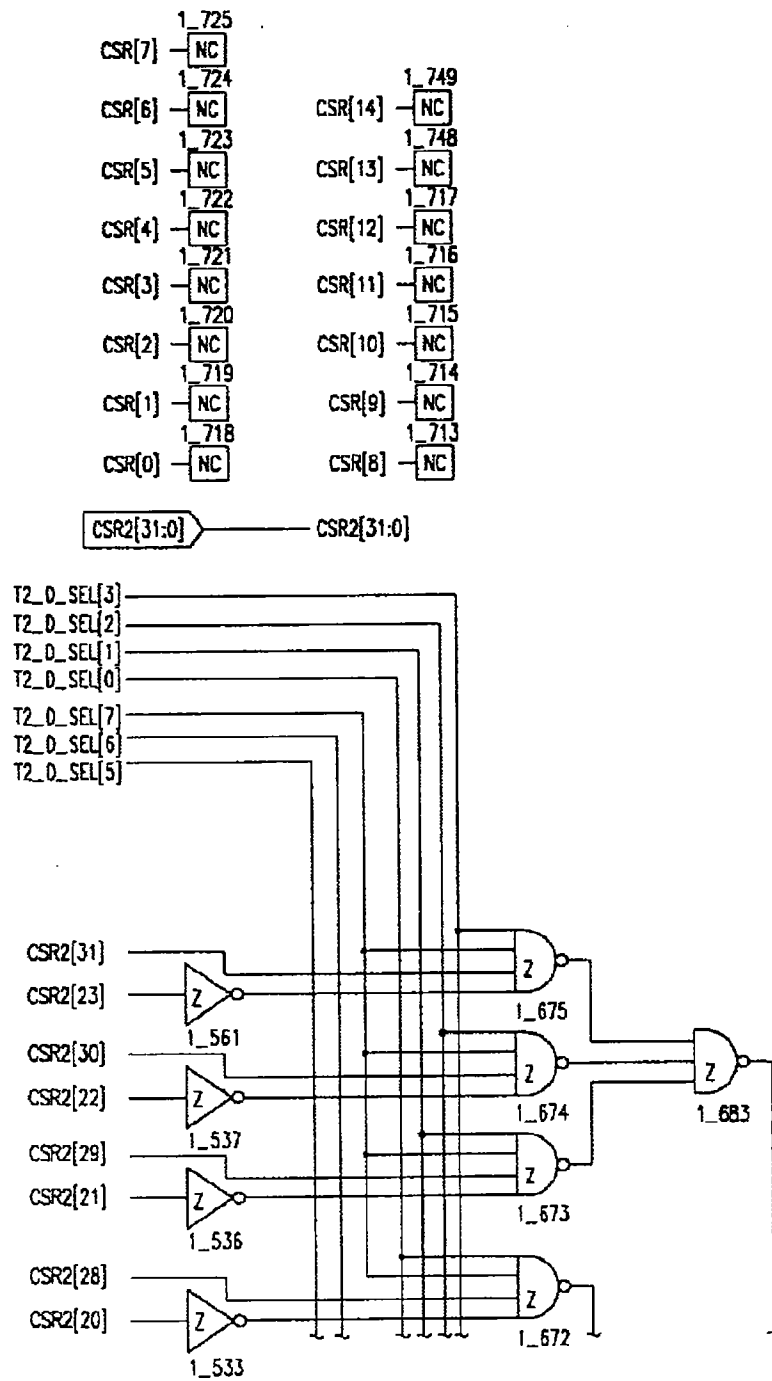 1_725
CSR[7] NC
1_724
CSR[6] NC
1_723
CSR[5] NC
1_722
CSR[4] NC
1_721
CSR[3] NC
1_720
CSR[2] NC
1_719
CSR[1] NC
1_718
CSR[0] NC
1_749
CSR[14] NC
1_748
CSR[13] NC
1_717
CSR[12] NC
1_716
CSR[11] NC
1_715
CSR[10] NC
1_714
CSR[9] NC
1_713
CSR[8] NC
CSR2[31:0] CSR2[31:0]
T2_D_SEL[3]
T2_D_SEL[2]
T2_D_SEL[1]
T2_D_SEL[0]
T2_D_SEL[7]
T2_D_SEL[6]
T2_D_SEL[5]
CSR2[31]
CSR2[23] Z
1_561
Z
1_675
CSR2[30]
CSR2[22] Z
1_537
Z
1_674
Z
1_683
CSR2[29]
CSR2[21] Z
1_536
Z
1_673
CSR2[28]
CSR2[20] Z
1_533
Z
1_672